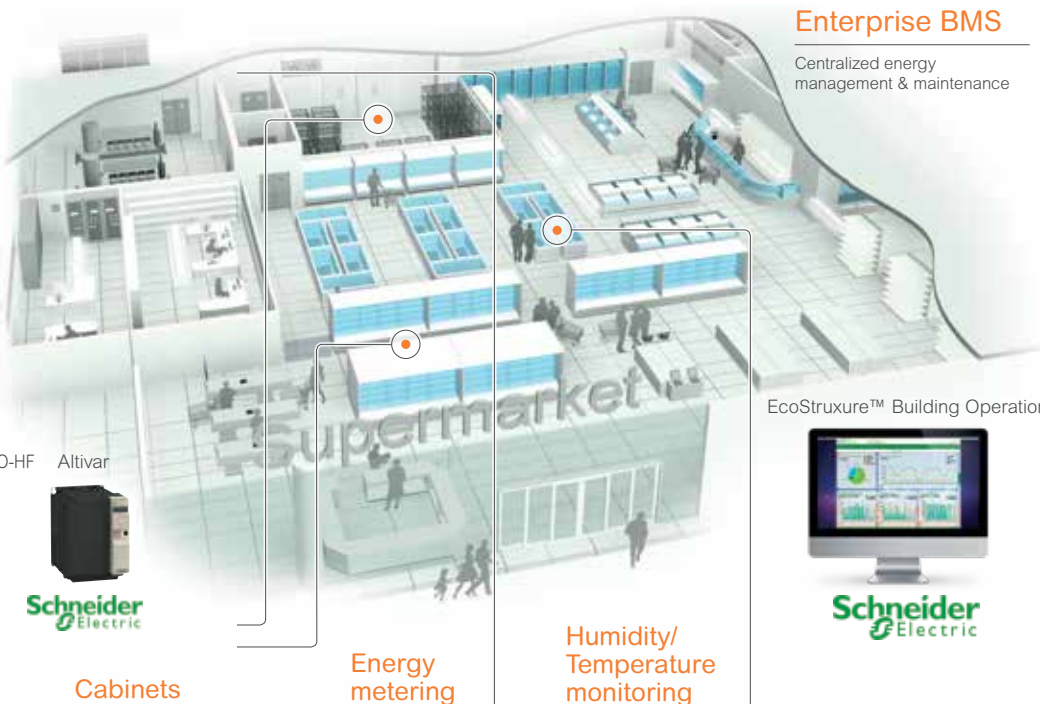 Enterprise BMS
Centralized energy
management & maintenance
Supermarket
EcoStruxure™ Building Operation
O-HF Altivar
Schneider
Electric
Schneider
Electric
Cabinets
Energy
metering
Humidity/
Temperature
monitoring